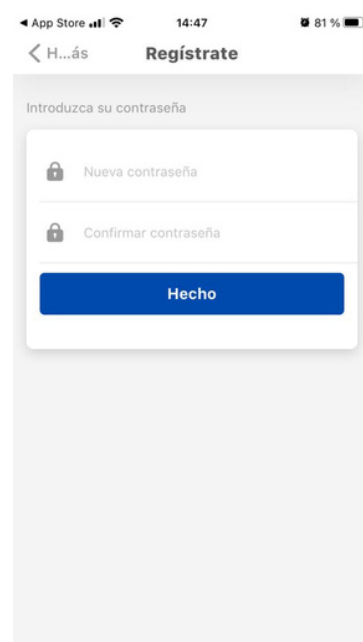 ◀ App Store 14:47 81 %
H...ás Regístrate
Introduzca su contraseña
Nueva contraseña
Confirmar contraseña
Hecho